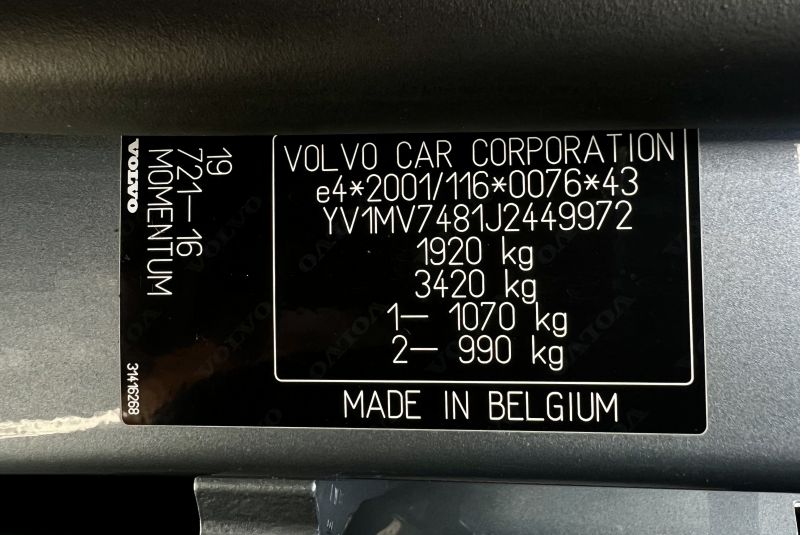 VOLVO
19
721—16
MOMENTUM
31416268
VOLVO CAR CORPORATION
e4*2001/116*0076*43
YV1MV7481J2449972
1920 kg
3420 kg
1— 1070 kg
2— 990 kg
MADE IN BELGIUM